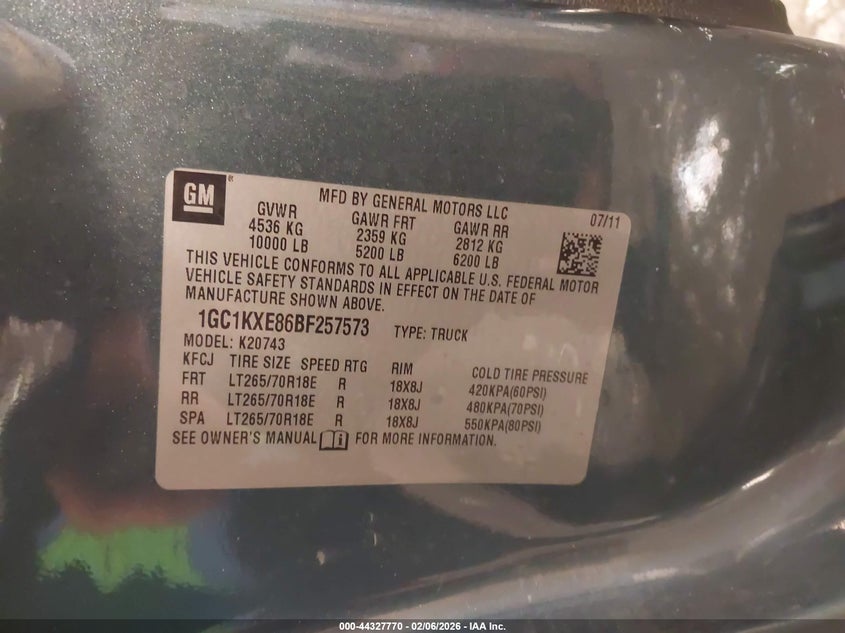 GM
MFD BY GENERAL MOTORS LLC
07/11
GVWR GAWR FRT GAWR RR
4536 KG 2359 KG 2812 KG
10000 LB 5200 LB 6200 LB
THIS VEHICLE CONFORMS TO ALL APPLICABLE U.S. FEDERAL MOTOR
VEHICLE SAFETY STANDARDS IN EFFECT ON THE DATE OF
MANUFACTURE SHOWN ABOVE.
1GC1KXE86BF257573 TYPE: TRUCK
MODEL: K20743
KFCJ TIRE SIZE SPEED RTG RIM COLD TIRE PRESSURE
FRT LT265/70R18E R 18X8J 420KPA(60PSI)
RR LT265/70R18E R 18X8J 480KPA(70PSI)
SPA LT265/70R18E R 18X8J 550KPA(80PSI)
SEE OWNER'S MANUAL FOR MORE INFORMATION.
000-44327770 - 02/06/2026 - IAA Inc.